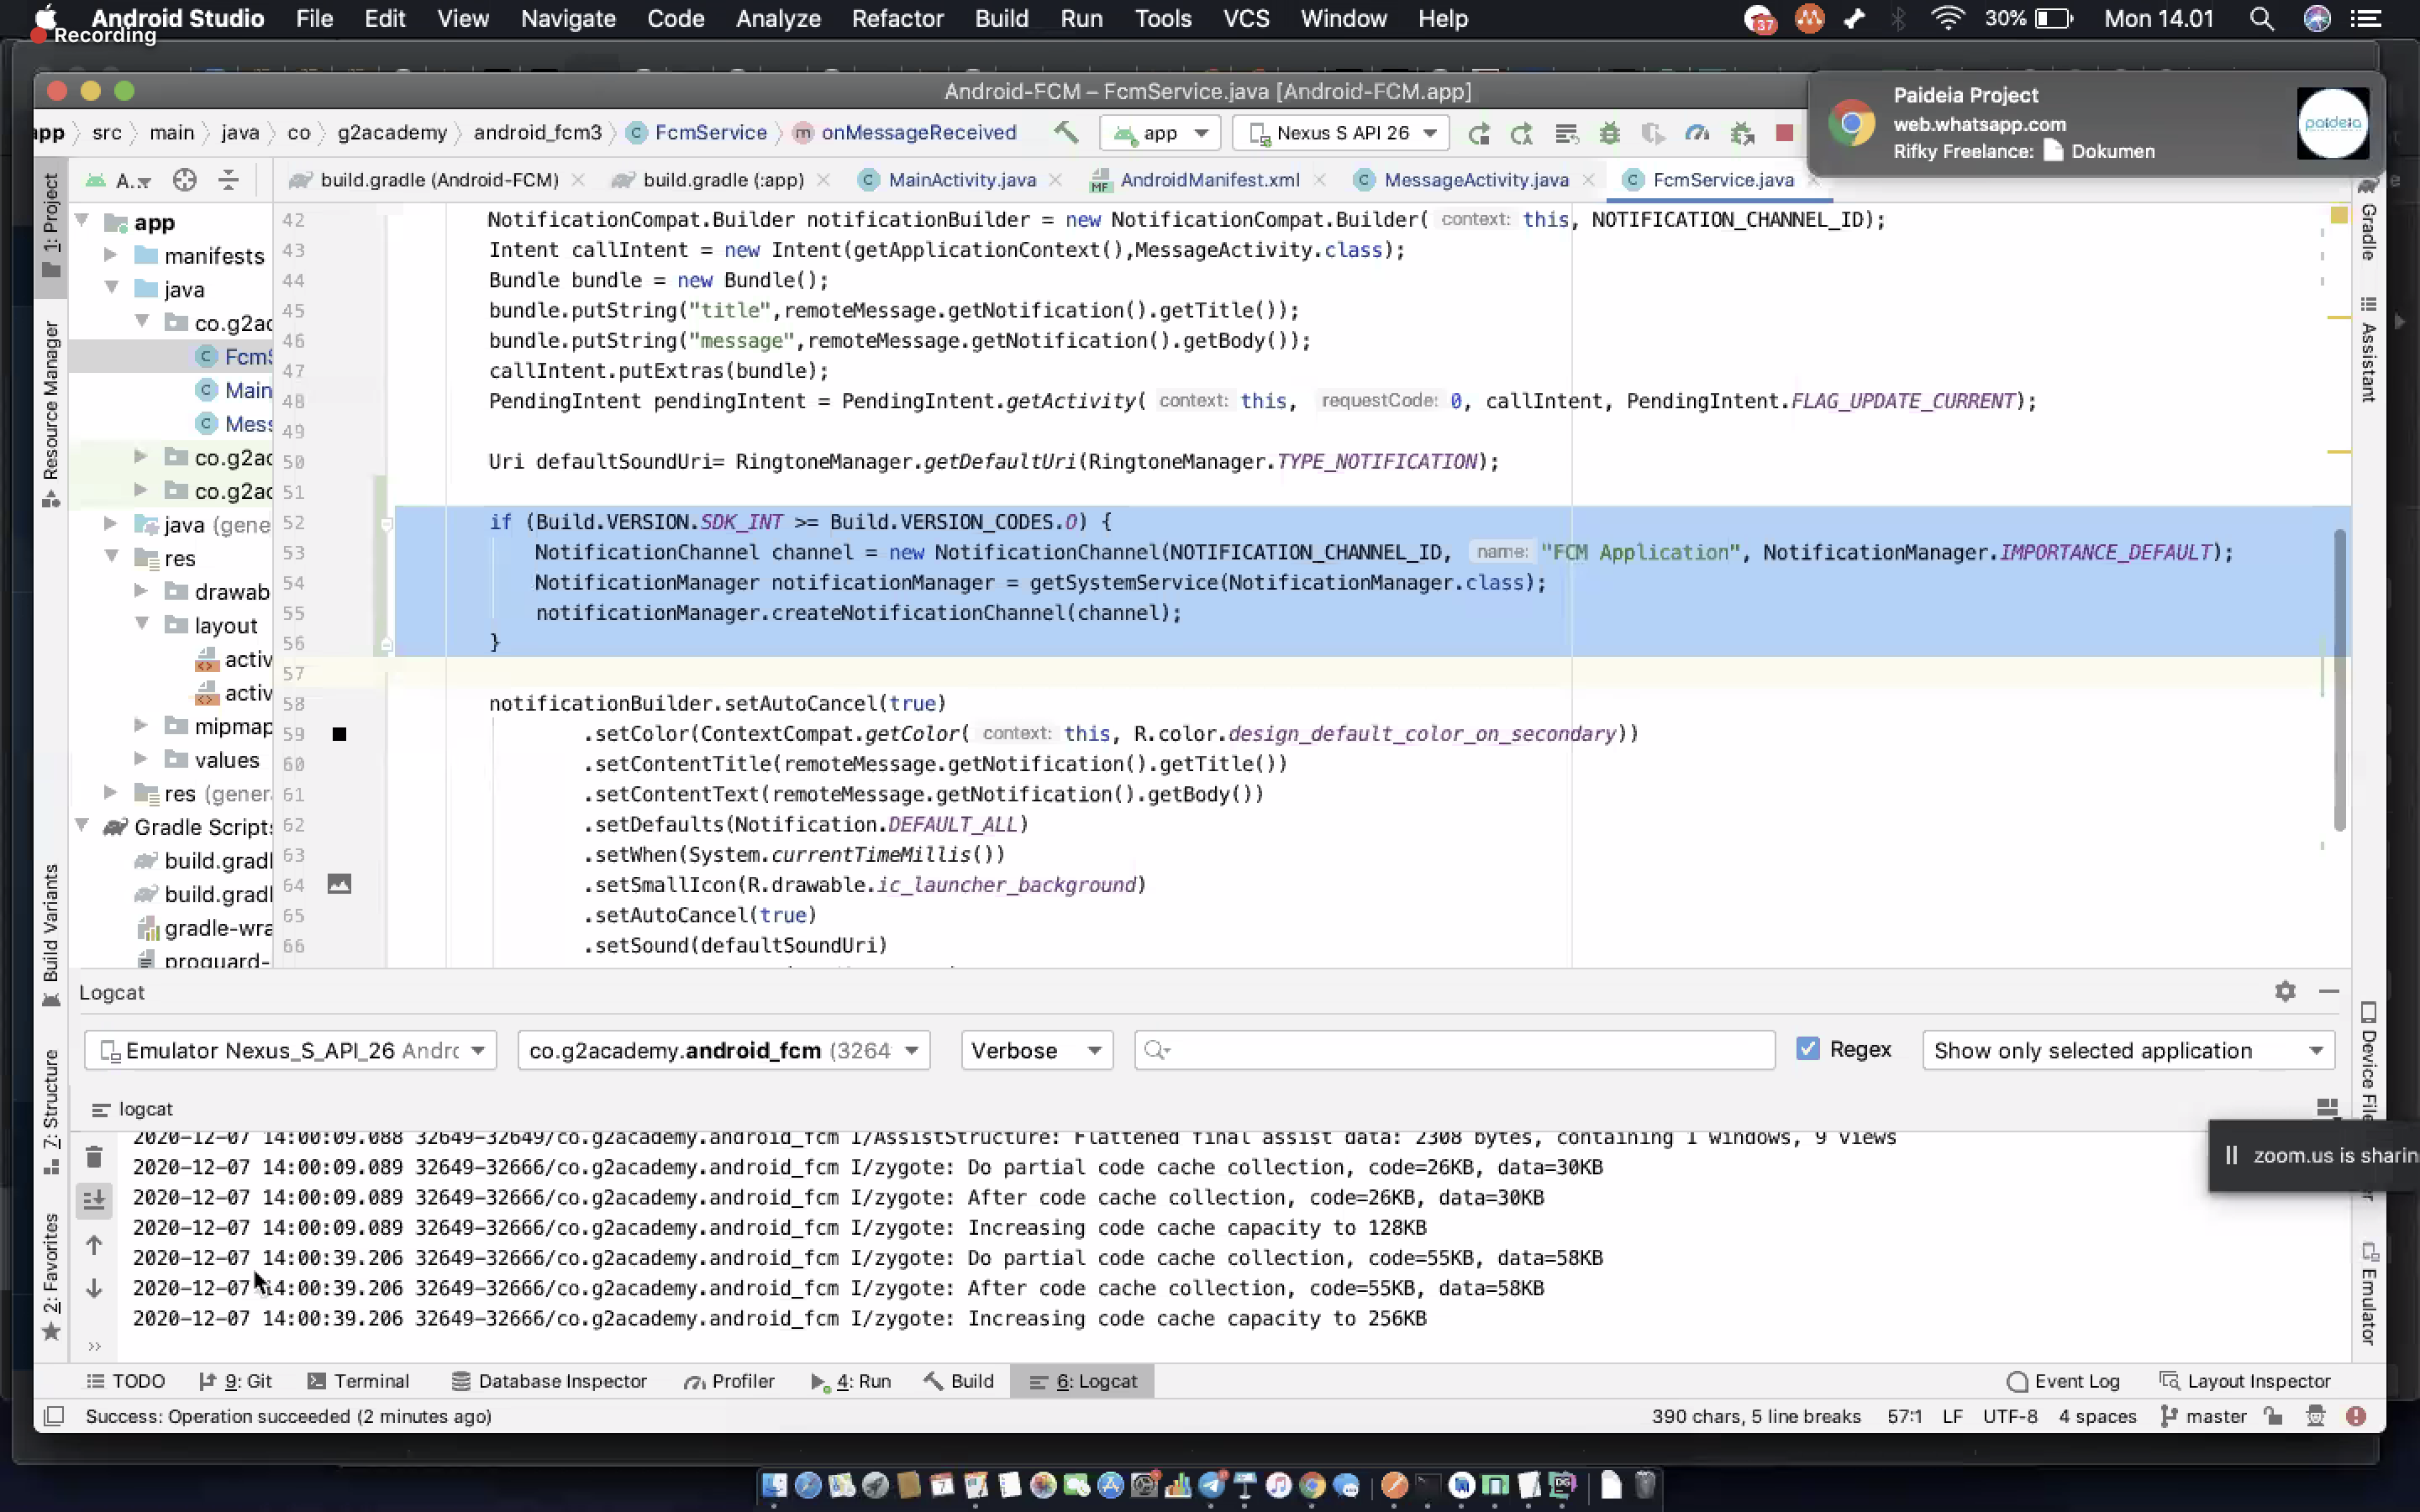 Android Studio File Edit View Navigate Code Analyze Refactor Build Run Tools VCS Window Help 37 30% Mon 14.01
Recording
Android-FCM – FcmService.java [Android-FCM.app]
Paideia Project
web.whatsapp.com
Rifky Freelance: Dokumen
paideia
app src main java co g2academy android_fcm3 FcmService onMessageReceived app Nexus S API 26
A... build.gradle (Android-FCM) build.gradle (:app) MainActivity.java AndroidManifest.xml MessageActivity.java FcmService.java
1: Project
Resource Manager
Build Variants
7: Structure
2: Favorites
app
manifests
java
co.g2ac
FcmS
Main
Mess
co.g2ac
co.g2ac
java (gene
res
drawab
layout
activ
activ
mipmap
values
res (gener
Gradle Scripts
build.gradl
build.gradl
gradle-wra
proguard-
42 NotificationCompat.Builder notificationBuilder = new NotificationCompat.Builder( context: this, NOTIFICATION_CHANNEL_ID);
43 Intent callIntent = new Intent(getApplicationContext(),MessageActivity.class);
44 Bundle bundle = new Bundle();
45 bundle.putString("title",remoteMessage.getNotification().getTitle());
46 bundle.putString("message",remoteMessage.getNotification().getBody());
47 callIntent.putExtras(bundle);
48 PendingIntent pendingIntent = PendingIntent.getActivity( context: this, requestCode: 0, callIntent, PendingIntent.FLAG_UPDATE_CURRENT);
49
50 Uri defaultSoundUri= RingtoneManager.getDefaultUri(RingtoneManager.TYPE_NOTIFICATION);
51
52 if (Build.VERSION.SDK_INT >= Build.VERSION_CODES.O) {
53 NotificationChannel channel = new NotificationChannel(NOTIFICATION_CHANNEL_ID, name: "FCM Application", NotificationManager.IMPORTANCE_DEFAULT);
54 NotificationManager notificationManager = getSystemService(NotificationManager.class);
55 notificationManager.createNotificationChannel(channel);
56 }
57
58 notificationBuilder.setAutoCancel(true)
59 .setColor(ContextCompat.getColor( context: this, R.color.design_default_color_on_secondary))
60 .setContentTitle(remoteMessage.getNotification().getTitle())
61 .setContentText(remoteMessage.getNotification().getBody())
62 .setDefaults(Notification.DEFAULT_ALL)
63 .setWhen(System.currentTimeMillis())
64 .setSmallIcon(R.drawable.ic_launcher_background)
65 .setAutoCancel(true)
66 .setSound(defaultSoundUri)
Gradle
Assistant
Device File
Emulator
Logcat
Emulator Nexus_S_API_26 Andro co.g2academy.android_fcm (3264 Verbose Regex Show only selected application
logcat
2020-12-07 14:00:09.088 32649-32649/co.g2academy.android_fcm I/AssistStructure: Flattened final assist data: 2308 bytes, containing 1 windows, 9 views
2020-12-07 14:00:09.089 32649-32666/co.g2academy.android_fcm I/zygote: Do partial code cache collection, code=26KB, data=30KB
2020-12-07 14:00:09.089 32649-32666/co.g2academy.android_fcm I/zygote: After code cache collection, code=26KB, data=30KB
2020-12-07 14:00:09.089 32649-32666/co.g2academy.android_fcm I/zygote: Increasing code cache capacity to 128KB
2020-12-07 14:00:39.206 32649-32666/co.g2academy.android_fcm I/zygote: Do partial code cache collection, code=55KB, data=58KB
2020-12-07 14:00:39.206 32649-32666/co.g2academy.android_fcm I/zygote: After code cache collection, code=55KB, data=58KB
2020-12-07 14:00:39.206 32649-32666/co.g2academy.android_fcm I/zygote: Increasing code cache capacity to 256KB
zoom.us is sharin
TODO 9: Git Terminal Database Inspector Profiler 4: Run Build 6: Logcat Event Log Layout Inspector
Success: Operation succeeded (2 minutes ago) 390 chars, 5 line breaks 57:1 LF UTF-8 4 spaces master